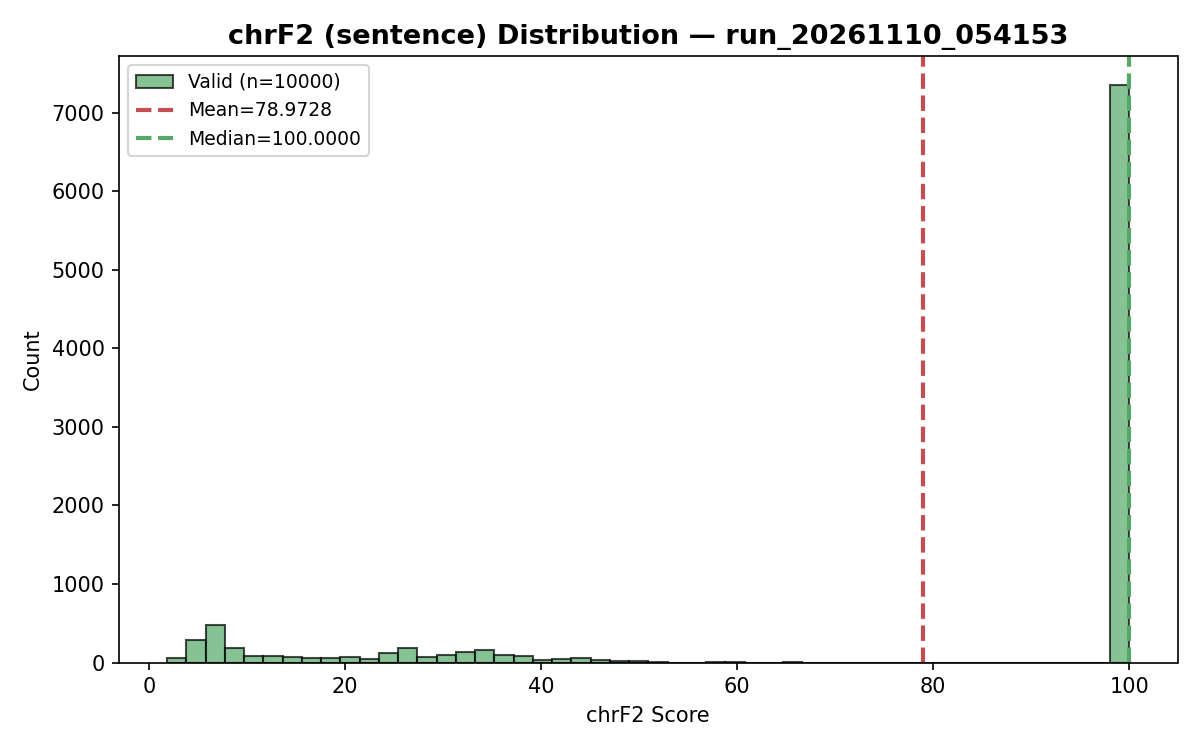 chrF2 (sentence) Distribution — run_20261110_054153
Valid (n=10000)
Mean=78.9728
Median=100.0000
Count
7000
6000
5000
4000
3000
2000
1000
0
0 20 40 60 80 100
chrF2 Score